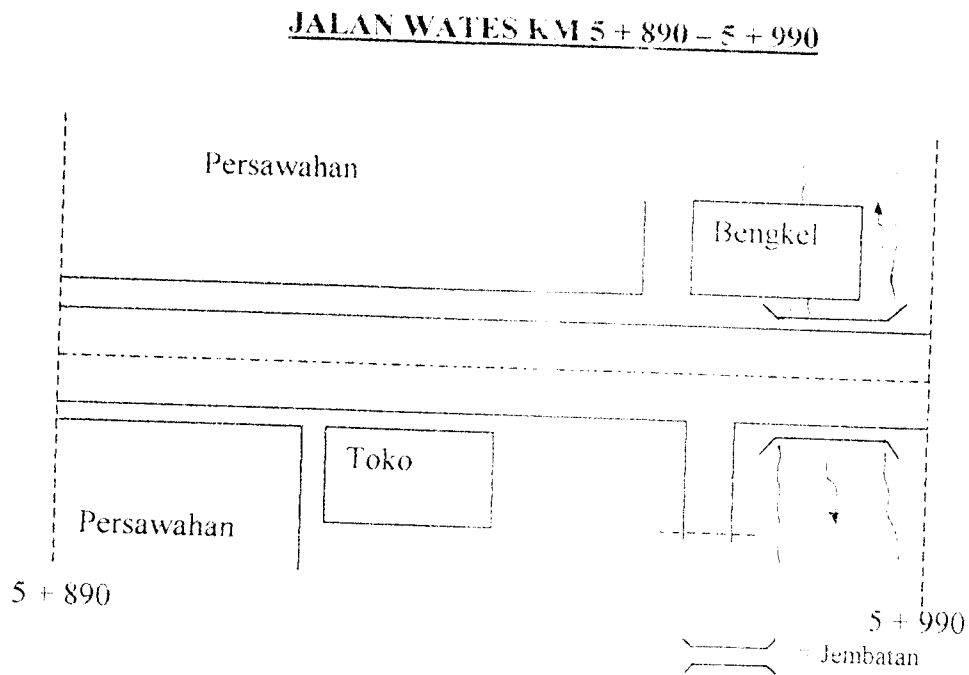 JALAN WATES KM 5 + 890 – 5 + 990
Persawahan
Bengkel
Toko
Persawahan
5 + 890
5 + 990
= Jembatan